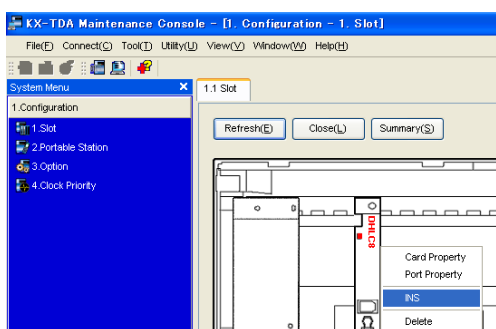 KX-TDA Maintenance Console - [1. Configuration - 1. Slot]
File(F) Connect(C) Tool(T) Utility(U) View(V) Window(W) Help(H)
System Menu X
1.1 Slot
1.Configuration
1.Slot
2.Portable Station
3.Option
4.Clock Priority
Refresh(E) Close(L) Summary(S)
DHLC8
Card Property
Port Property
INS
Delete